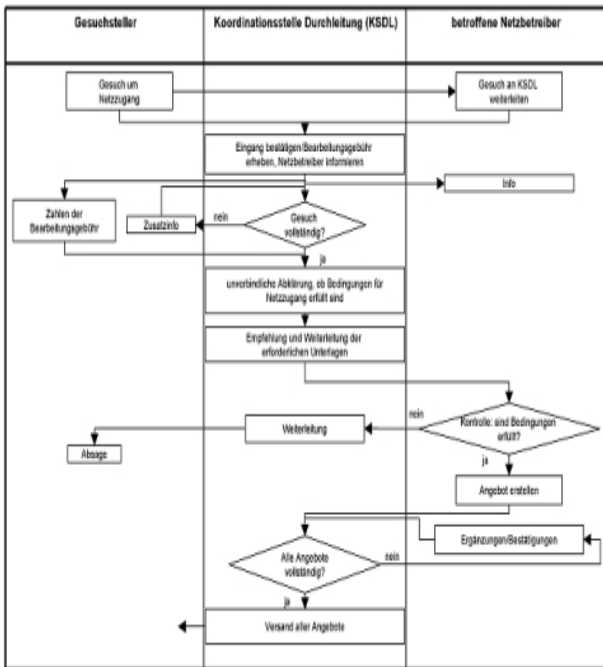 Gesuchsteller
Koordinationsstelle Durchleitung (KSDL)
betroffene Netzbetreiber
Gesuch um
Netzzugang
Gesuch an KSDL
weiterleiten
Eingang bestätigen/Bearbeitungsgebühr
erheben, Netzbetreiber informieren
Info
Zahlen der
Bearbeitungsgebühr
Zusatzinfo
nein
Gesuch
vollständig?
ja
unverbindliche Abklärung, ob Bedingungen für
Netzzugang erfüllt sind
Empfehlung und Weiterleitung der
erforderlichen Unterlagen
Absage
Weiterleitung
nein
Kontrolle: sind Bedingungen
erfüllt?
ja
Angebot erstellen
Ergänzungen/Bestätigungen
Alle Angebote
vollständig?
nein
ja
Versand aller Angebote